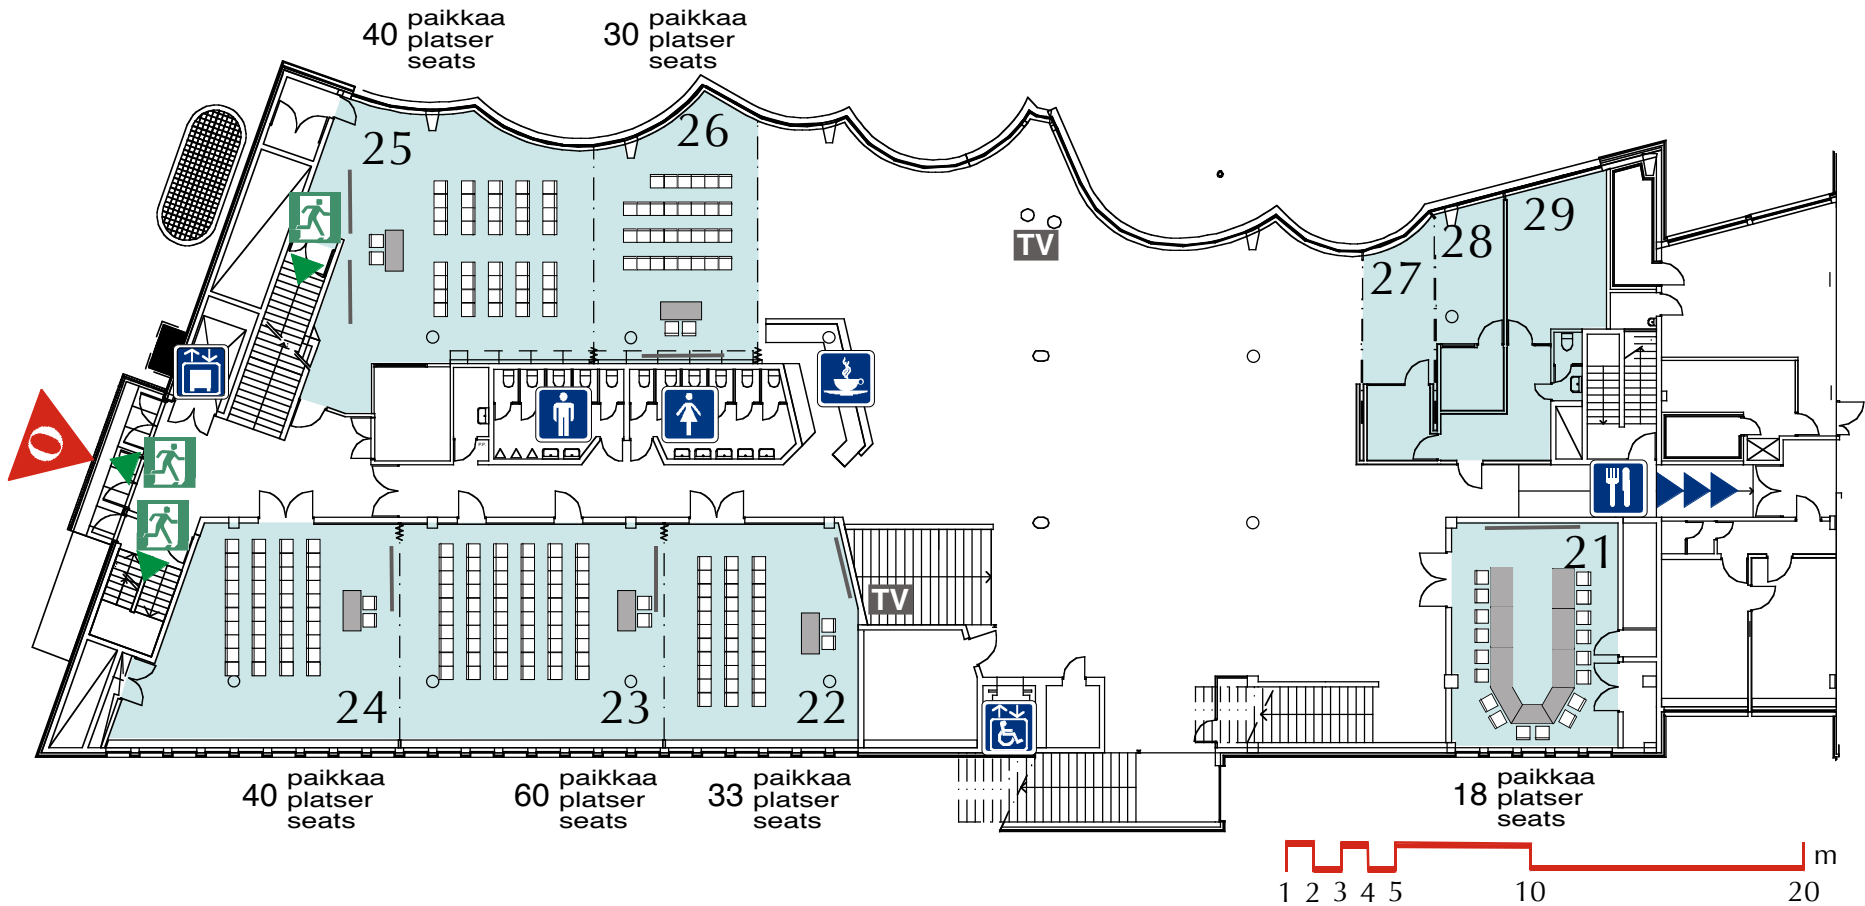 40 paikkaa
platser
seats
30 paikkaa
platser
seats
25
26
29
28
27
TV
0
21
TV
24
23
22
40 paikkaa
platser
seats
60 paikkaa
platser
seats
33 paikkaa
platser
seats
18 paikkaa
platser
seats
m
1 2 3 4 5 10 20